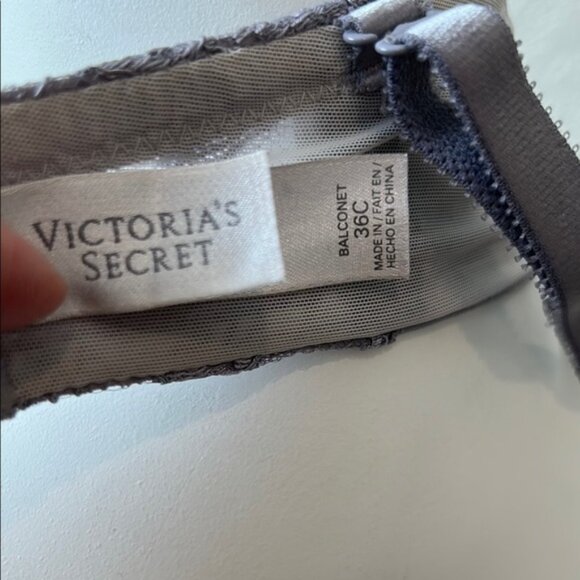 VICTORIA'S
SECRET
BALCONET
36C
MADE IN / FAIT EN /
HECHO EN CHINA